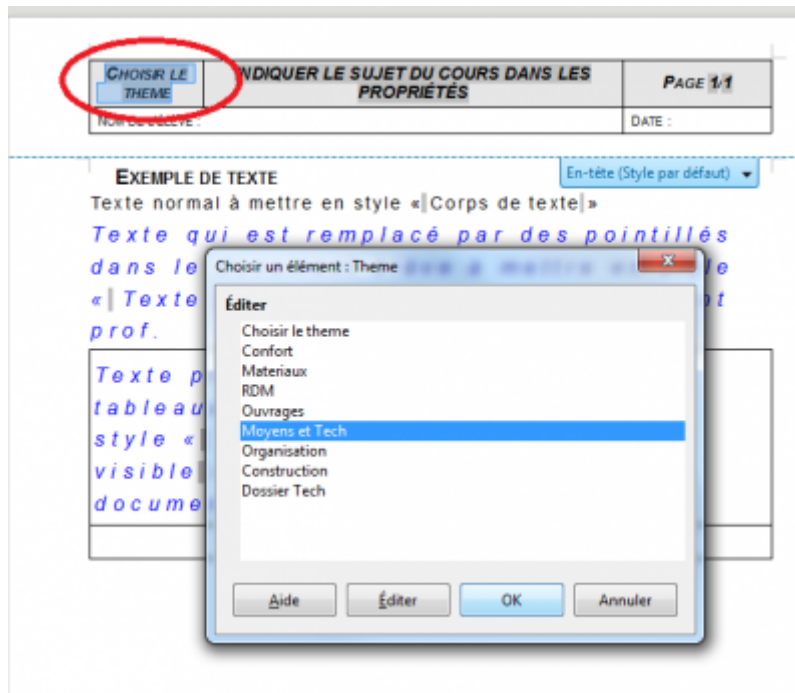 CHOISIR LE THEME
INDIQUER LE SUJET DU COURS DANS LES PROPRIÉTÉS
PAGE 1/1
NOM DE L'ÉLÈVE :
DATE :
EXEMPLE DE TEXTE
En-tête (Style par défaut)
Texte normal à mettre en style « Corps de texte »
Texte qui est remplacé par des pointillés
dans le
« Texte
prof.
Texte p
tableau
style «
visible
docume
Choisir un élément : Theme
Éditer
Choisir le theme
Confort
Materiaux
RDM
Ouvrages
Moyens et Tech
Organisation
Construction
Dossier Tech
Aide
Éditer
OK
Annuler